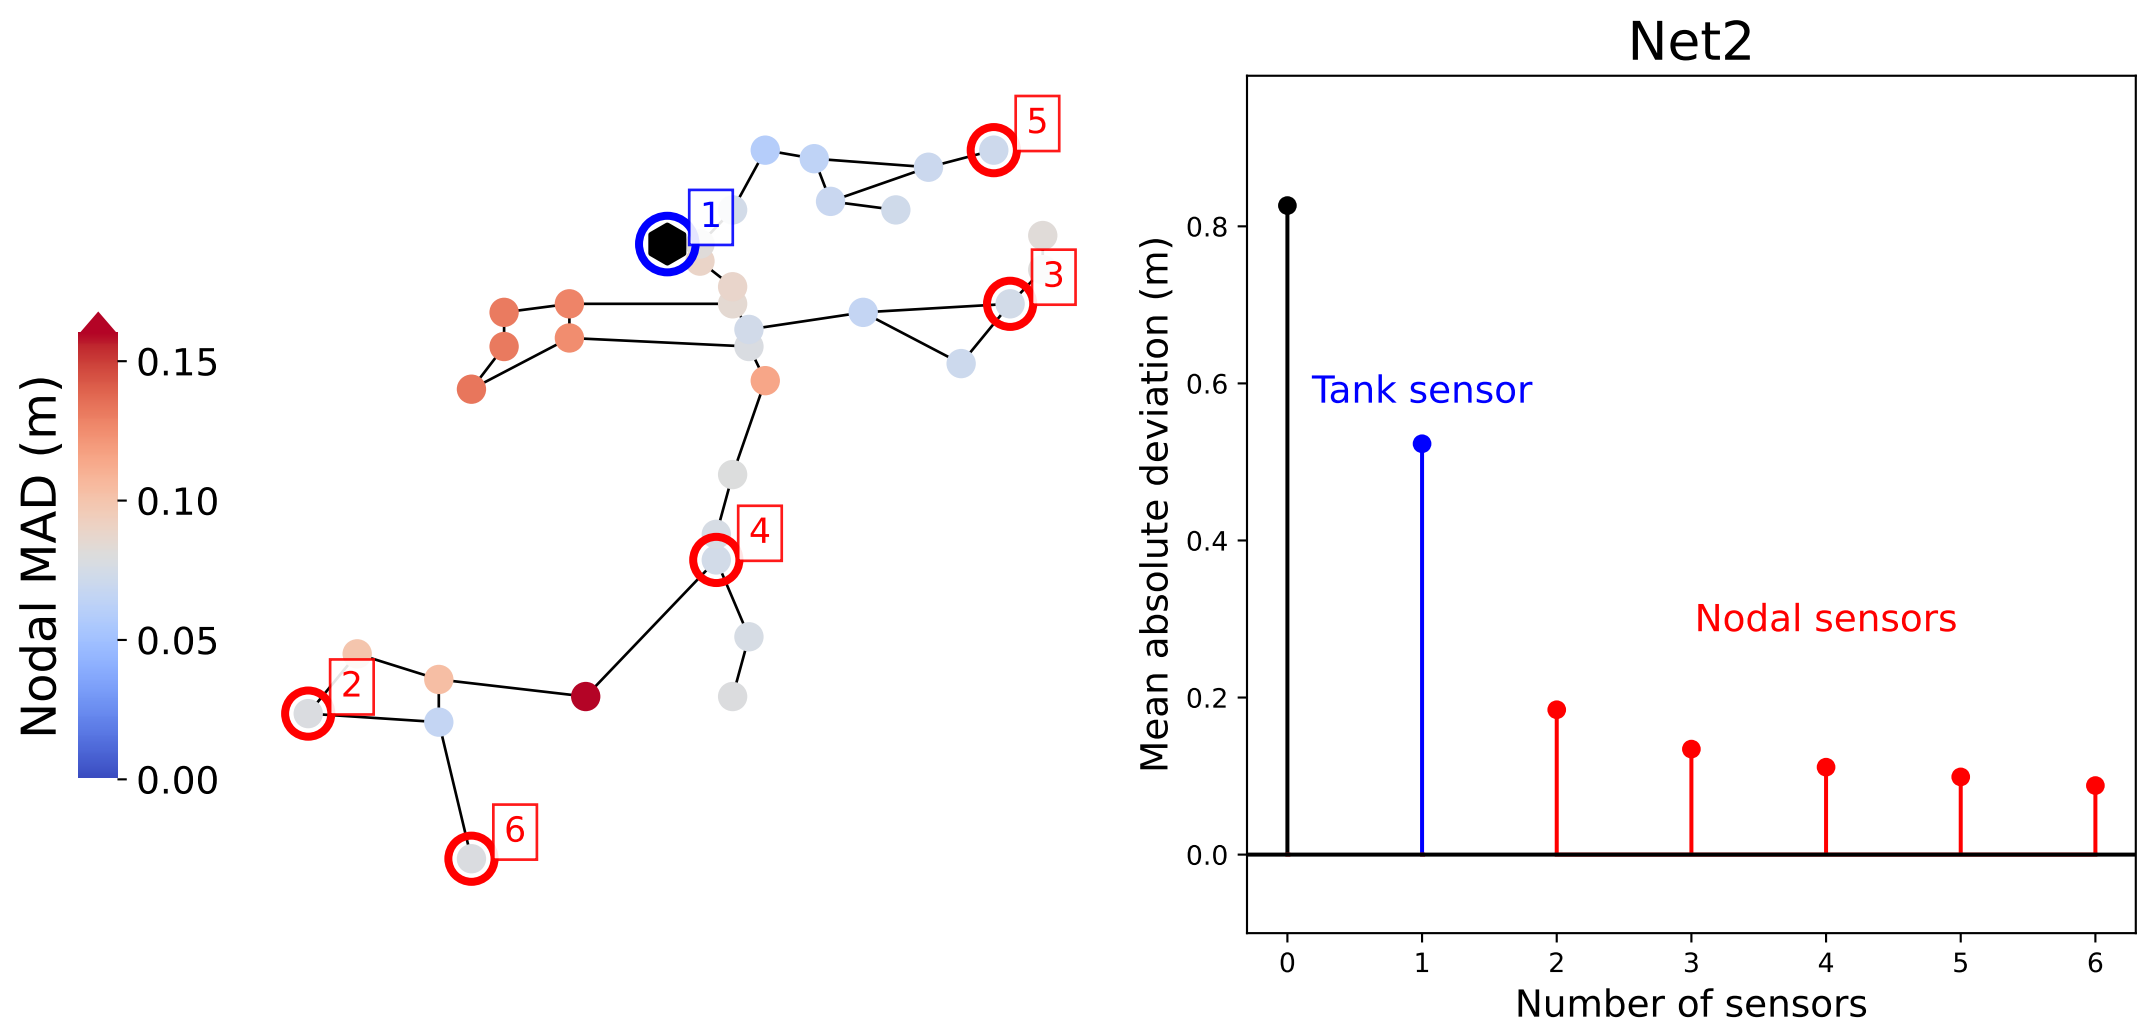 Net2
5
1
3
4
2
6
Nodal MAD (m)
0.15
0.10
0.05
0.00
Mean absolute deviation (m)
0.8
0.6
0.4
0.2
0.0
Tank sensor
Nodal sensors
0 1 2 3 4 5 6
Number of sensors